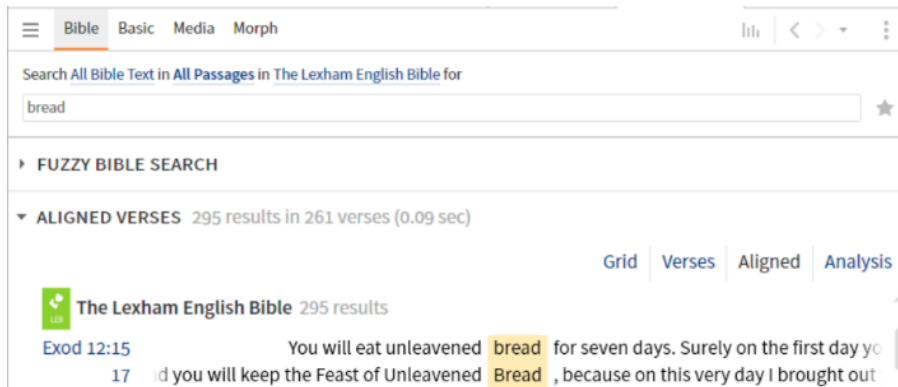 Bible Basic Media Morph
Search All Bible Text in All Passages in The Lexham English Bible for
bread
FUZZY BIBLE SEARCH
ALIGNED VERSES 295 results in 261 verses (0.09 sec)
Grid Verses Aligned Analysis
LEB The Lexham English Bible 295 results
Exod 12:15 You will eat unleavened bread for seven days. Surely on the first day yo
17 d you will keep the Feast of Unleavened Bread , because on this very day I brought out